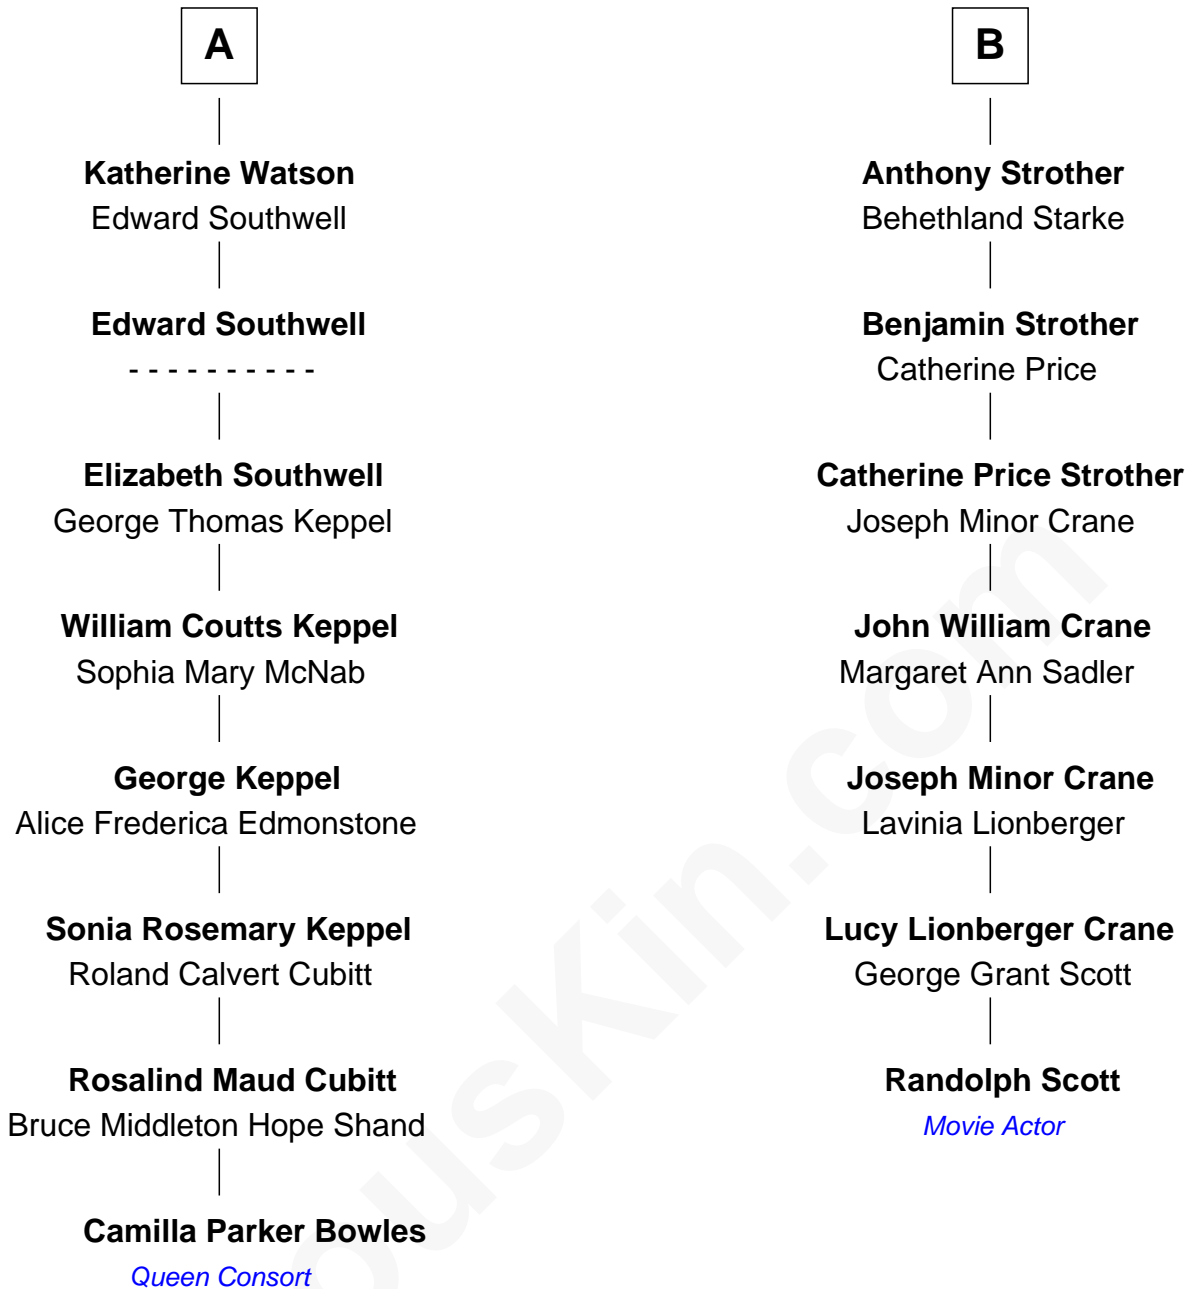 A
Katherine Watson
Edward Southwell
Edward Southwell
- - - - - - - - - -
Elizabeth Southwell
George Thomas Keppel
William Coutts Keppel
Sophia Mary McNab
George Keppel
Alice Frederica Edmonstone
Sonia Rosemary Keppel
Roland Calvert Cubitt
Rosalind Maud Cubitt
Bruce Middleton Hope Shand
Camilla Parker Bowles
Queen Consort
B
Anthony Strother
Behethland Starke
Benjamin Strother
Catherine Price
Catherine Price Strother
Joseph Minor Crane
John William Crane
Margaret Ann Sadler
Joseph Minor Crane
Lavinia Lionberger
Lucy Lionberger Crane
George Grant Scott
Randolph Scott
Movie Actor
ousKin.com